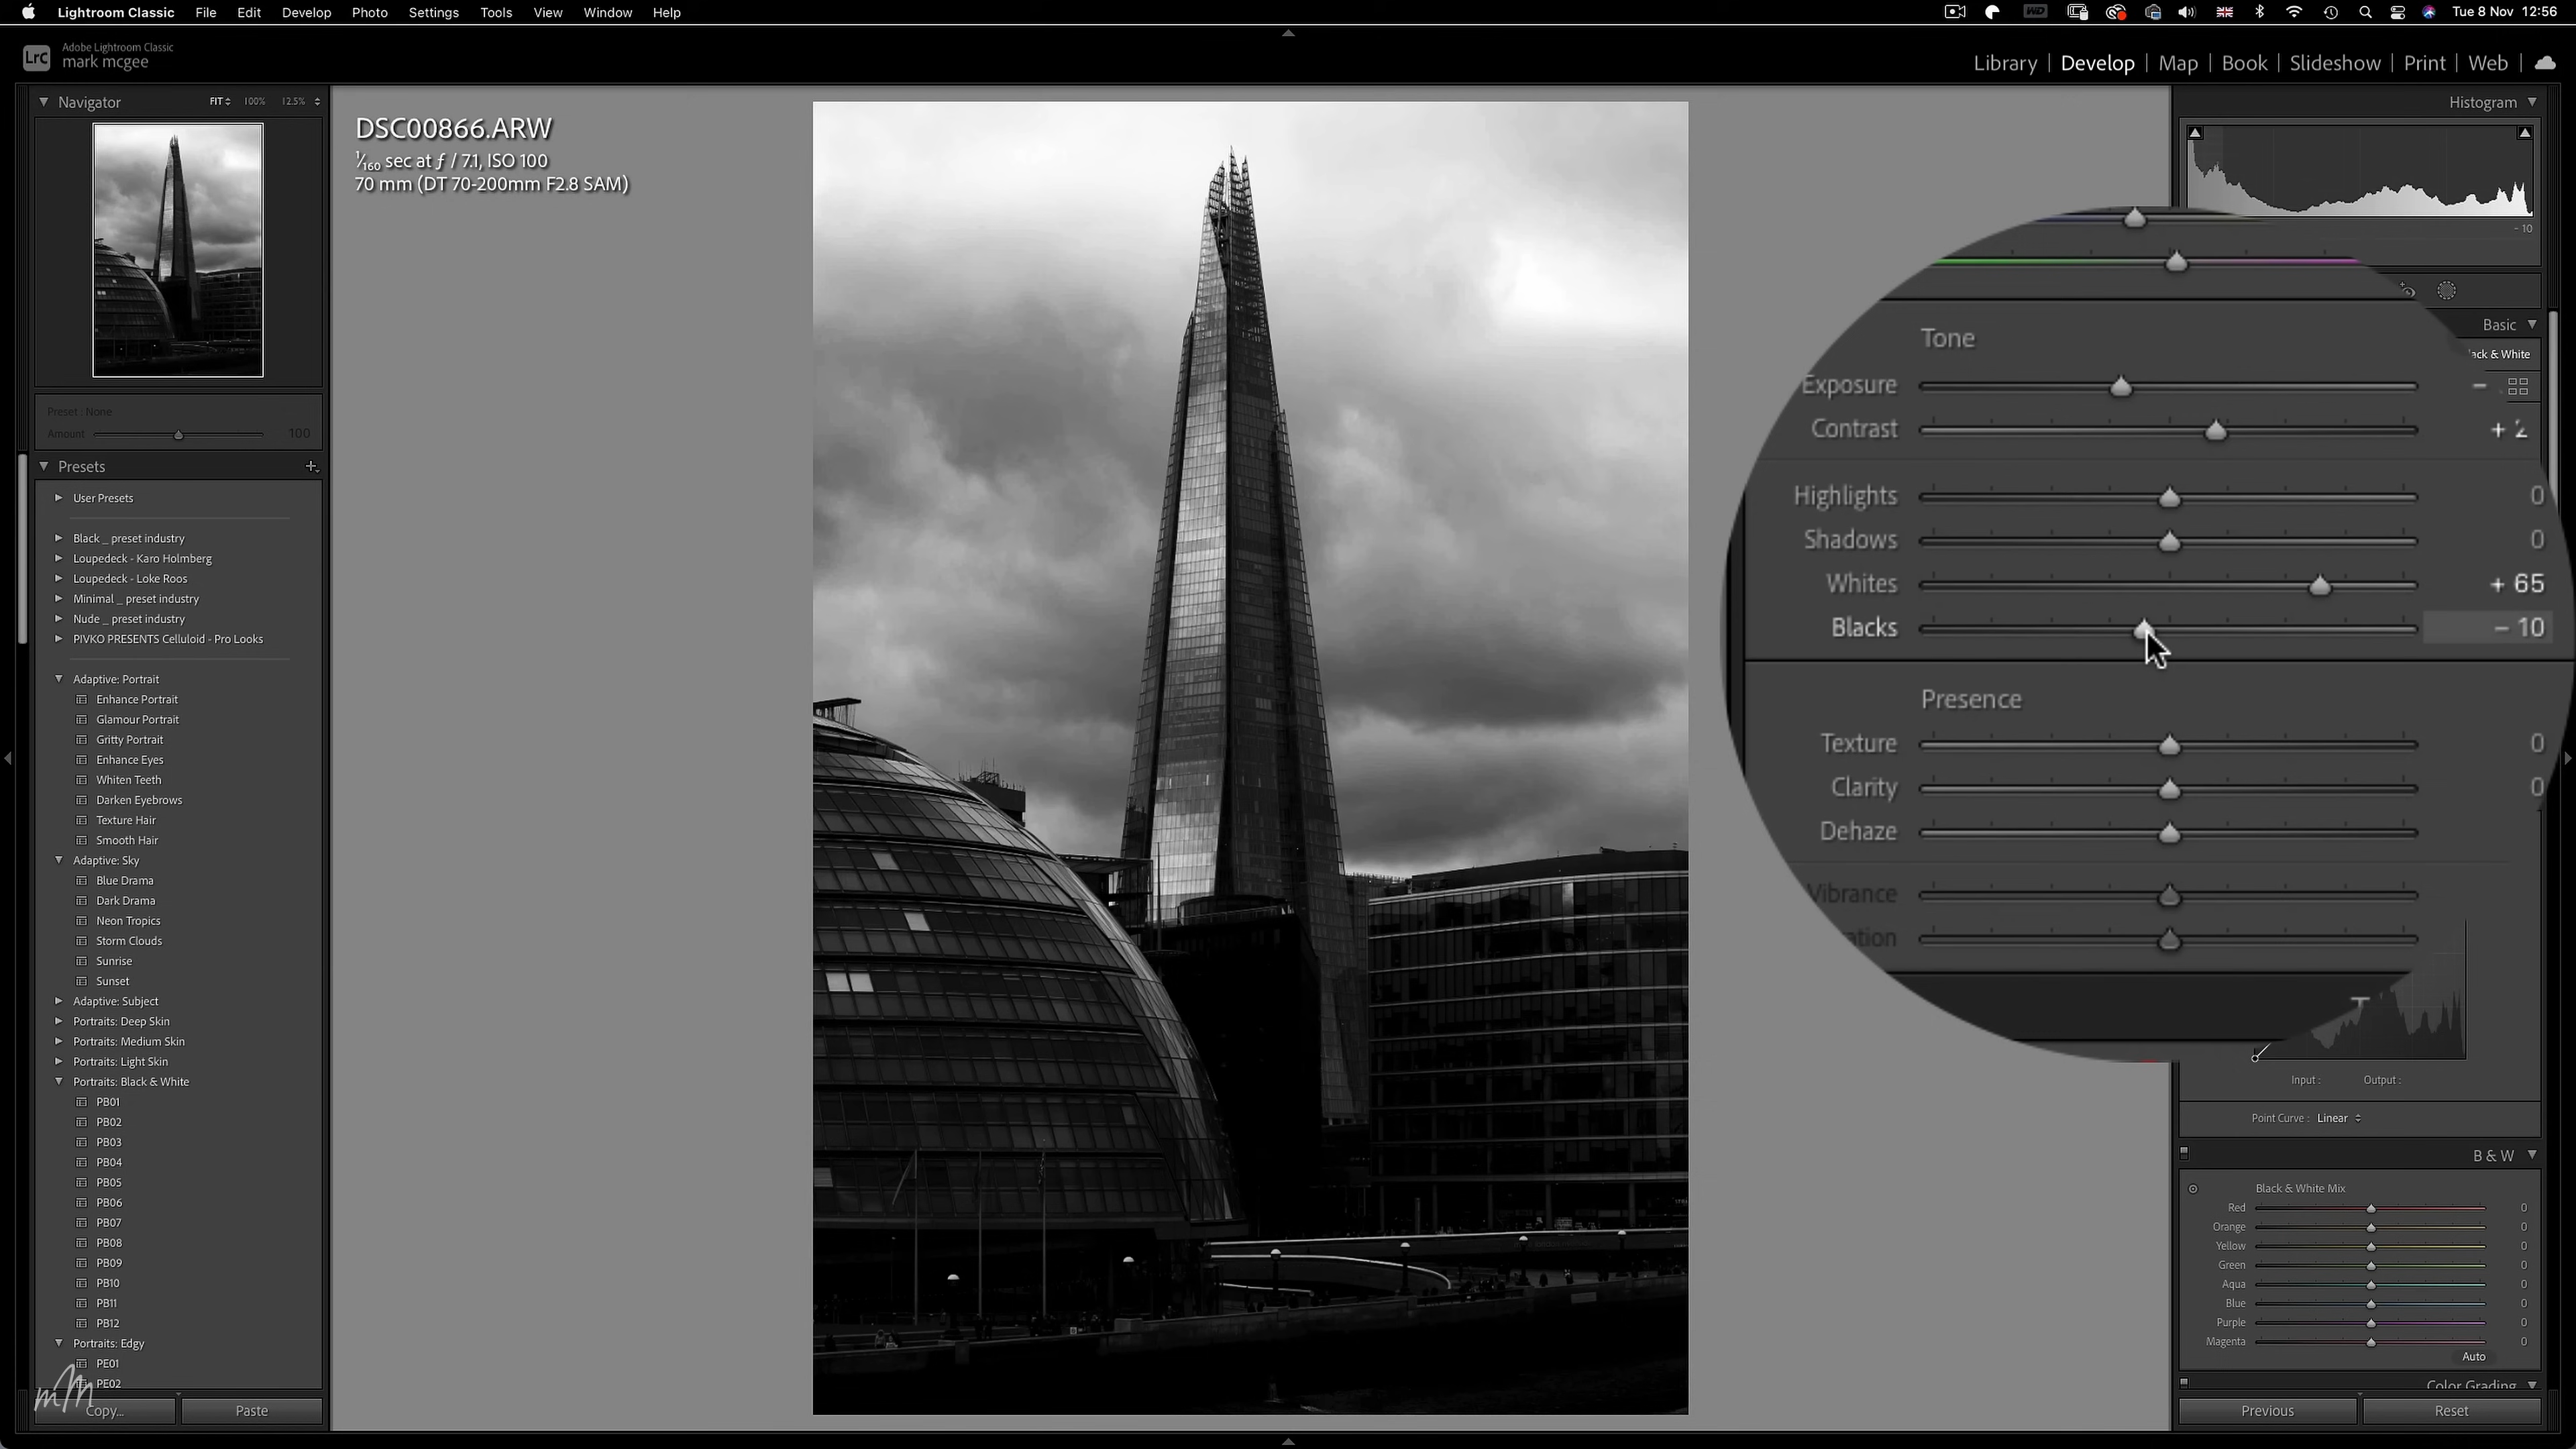 Lightroom Classic File Edit Develop Photo Settings Tools View Window Help Tue 8 Nov 12:56
LrC Adobe Lightroom Classic
mark mcgee
Library | Develop | Map | Book | Slideshow | Print | Web |
Navigator FIT 100% 12.5%
Preset : None
Amount 100
Presets +
User Presets
Black _ preset industry
Loupedeck - Karo Holmberg
Loupedeck - Loke Roos
Minimal _ preset industry
Nude _ preset industry
PIVKO PRESENTS Celluloid - Pro Looks
Adaptive: Portrait
Enhance Portrait
Glamour Portrait
Gritty Portrait
Enhance Eyes
Whiten Teeth
Darken Eyebrows
Texture Hair
Smooth Hair
Adaptive: Sky
Blue Drama
Dark Drama
Neon Tropics
Storm Clouds
Sunrise
Sunset
Adaptive: Subject
Portraits: Deep Skin
Portraits: Medium Skin
Portraits: Light Skin
Portraits: Black & White
PB01
PB02
PB03
PB04
PB05
PB06
PB07
PB08
PB09
PB10
PB11
PB12
Portraits: Edgy
PE01
PE02
mM
Copy... Paste
DSC00866.ARW
1/160 sec at ƒ / 7.1, ISO 100
70 mm (DT 70-200mm F2.8 SAM)
Histogram
- 10
Basic
ack & White
Tone
Exposure -
Contrast + 2
Highlights 0
Shadows 0
Whites + 65
Blacks - 10
Presence
Texture 0
Clarity 0
Dehaze
Vibrance
ation
Input : Output :
Point Curve : Linear
B & W
Black & White Mix
Red 0
Orange 0
Yellow 0
Green 0
Aqua 0
Blue 0
Purple 0
Magenta 0
Auto
Color Grading
Previous Reset